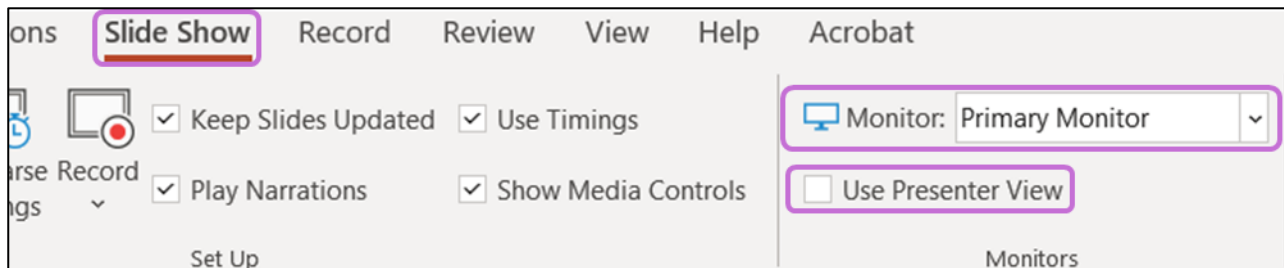 ons Slide Show Record Review View Help Acrobat
Keep Slides Updated Use Timings Monitor: Primary Monitor
arse Record
Play Narrations Show Media Controls Use Presenter View
ngs
Set Up Monitors